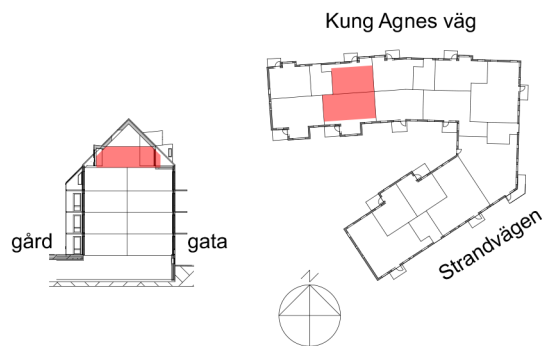 Kung Agnes väg
gård
gata
Strandvägen
N